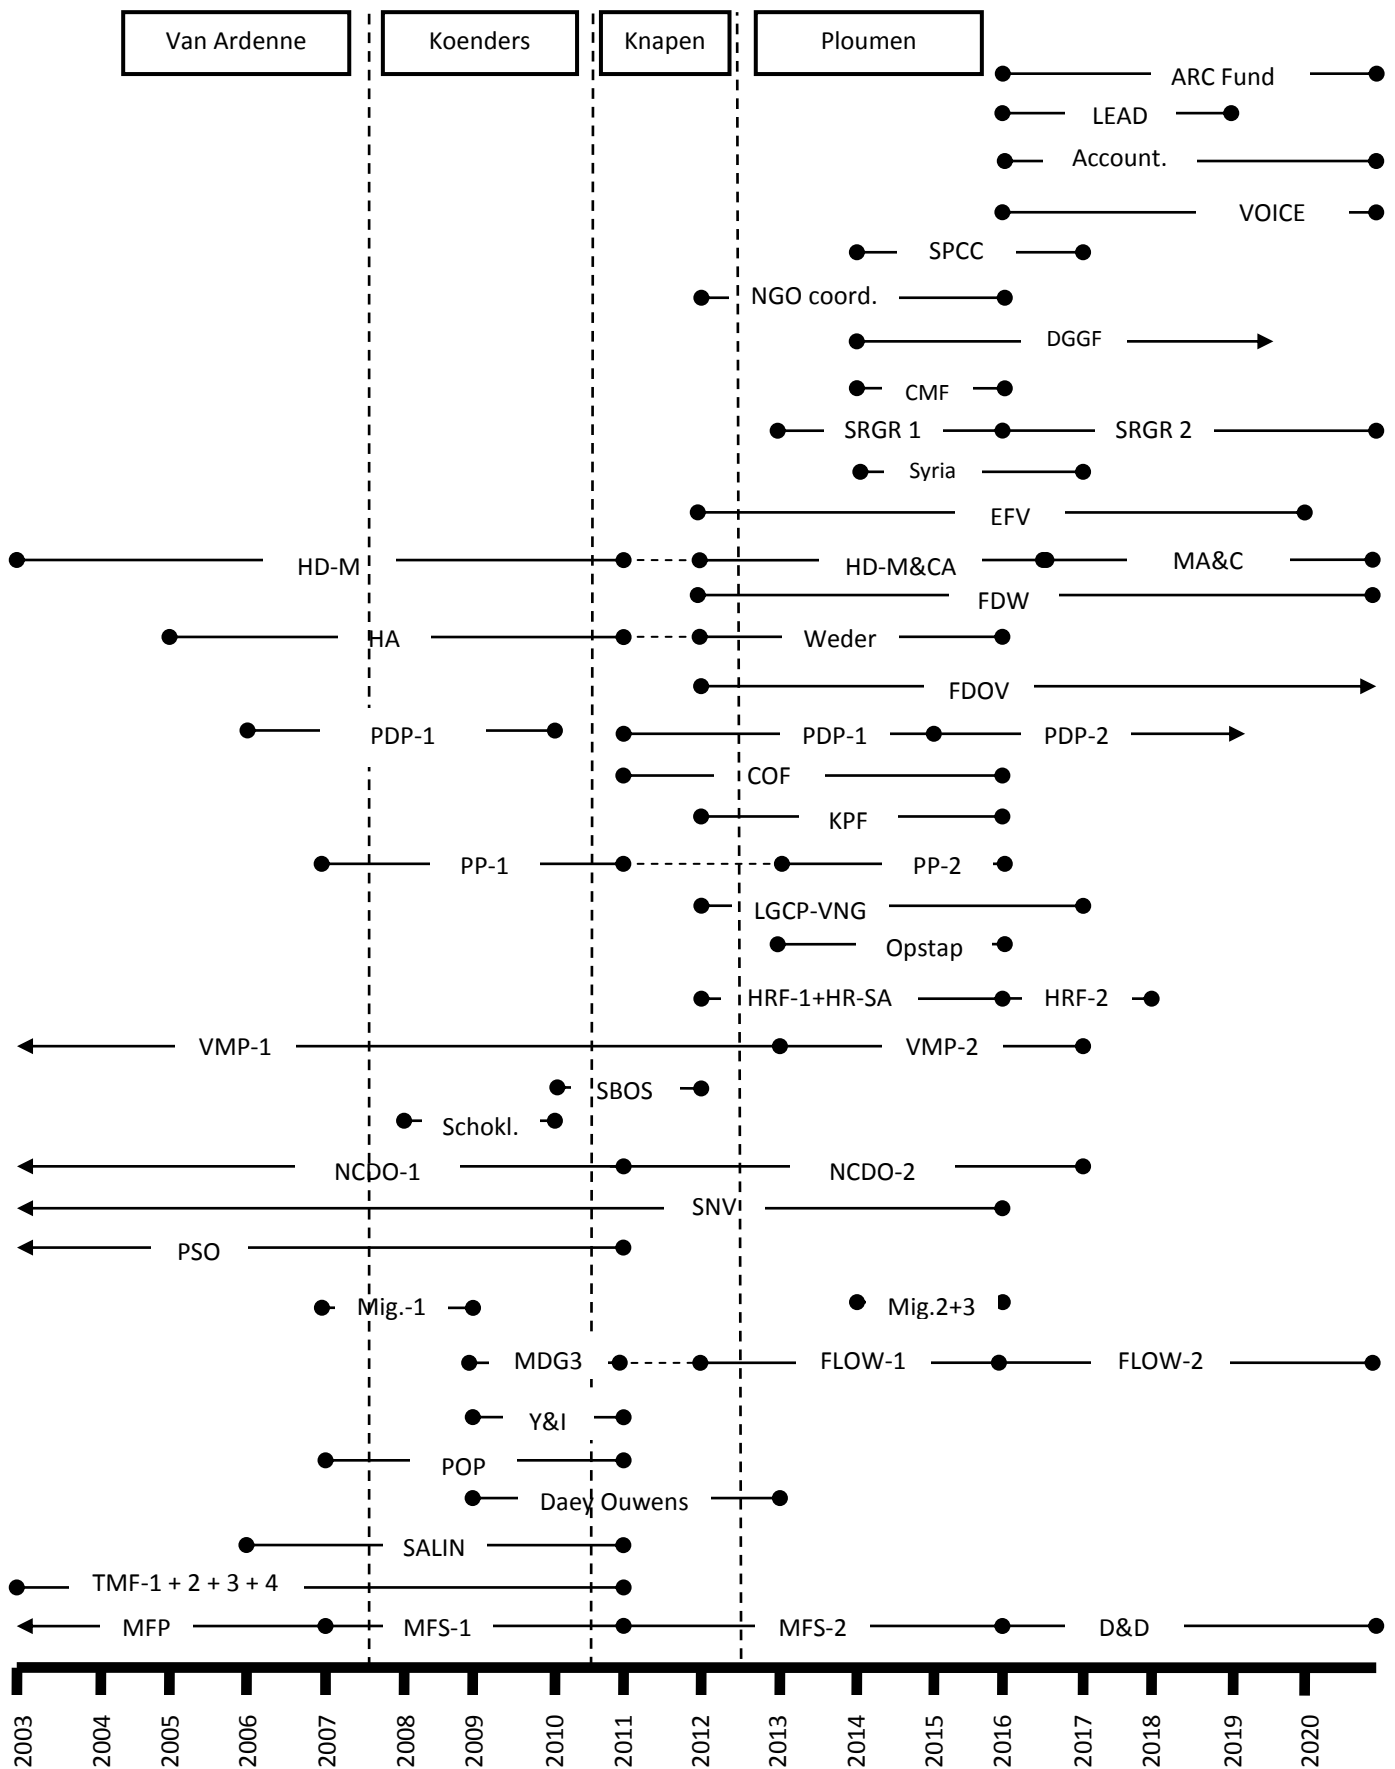 Van Ardenne Koenders Knapen Ploumen
ARC Fund
LEAD
Account.
VOICE
SPCC
NGO coord.
DGGF
CMF
SRGR 1 SRGR 2
Syria
EFV
HD-M HD-M&CA MA&C
FDW
HA Weder
FDOV
PDP-1 PDP-1 PDP-2
COF
KPF
PP-1 PP-2
LGCP-VNG
Opstap
HRF-1+HR-SA HRF-2
VMP-1 VMP-2
SBOS
Schokl.
NCDO-1 NCDO-2
SNV
PSO
Mig.-1 Mig.2+3
MDG3 FLOW-1 FLOW-2
Y&I
POP
Daey Ouwens
SALIN
TMF-1 + 2 + 3 + 4
MFP MFS-1 MFS-2 D&D
2003 2004 2005 2006 2007 2008 2009 2010 2011 2012 2013 2014 2015 2016 2017 2018 2019 2020